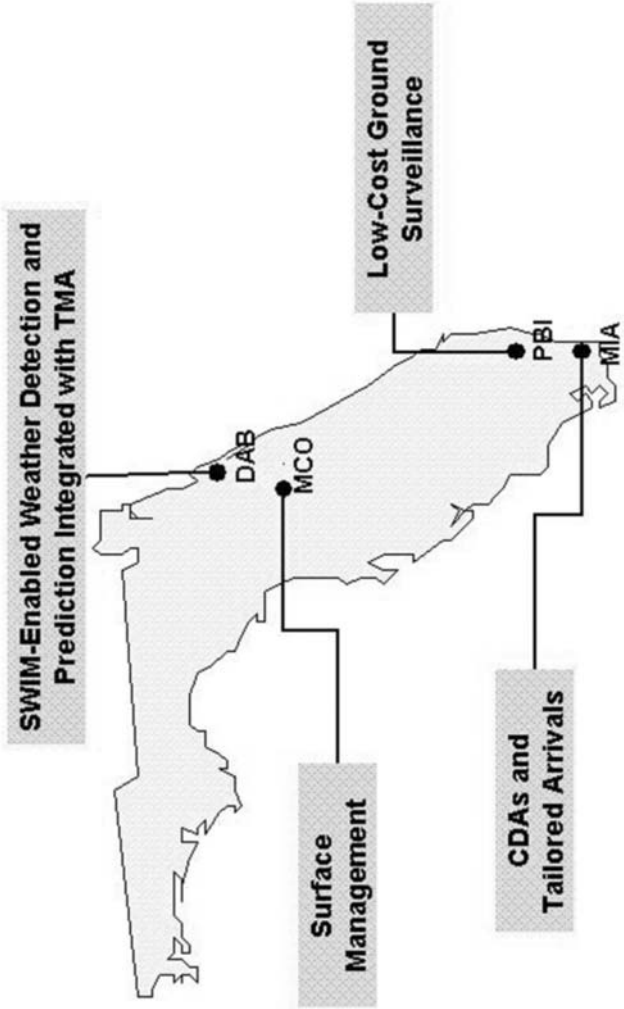 SWIM-Enabled Weather Detection and
Prediction Integrated with TMA
DAB
MCO
Surface
Management
Low-Cost Ground
Surveillance
PBI
MIA
CDAs and
Tailored Arrivals